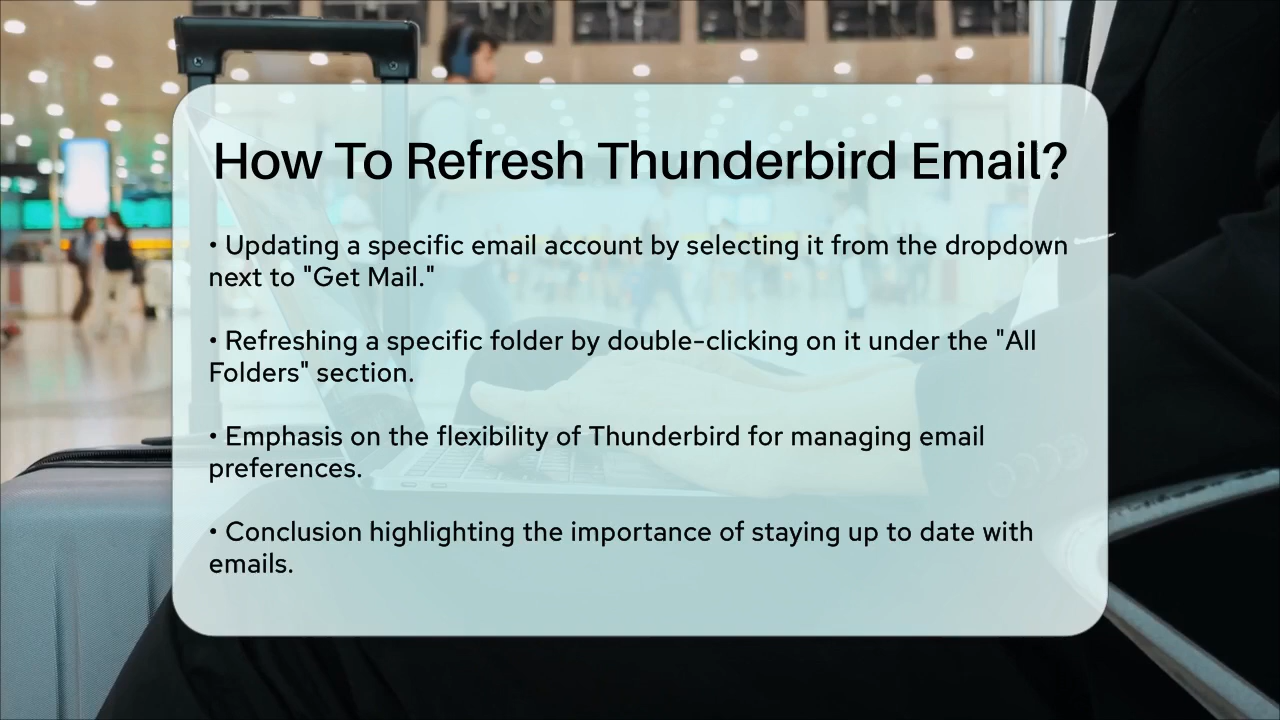 How To Refresh Thunderbird Email?
• Updating a specific email account by selecting it from the dropdown
next to "Get Mail."
• Refreshing a specific folder by double-clicking on it under the "All
Folders" section.
• Emphasis on the flexibility of Thunderbird for managing email
preferences.
• Conclusion highlighting the importance of staying up to date with
emails.